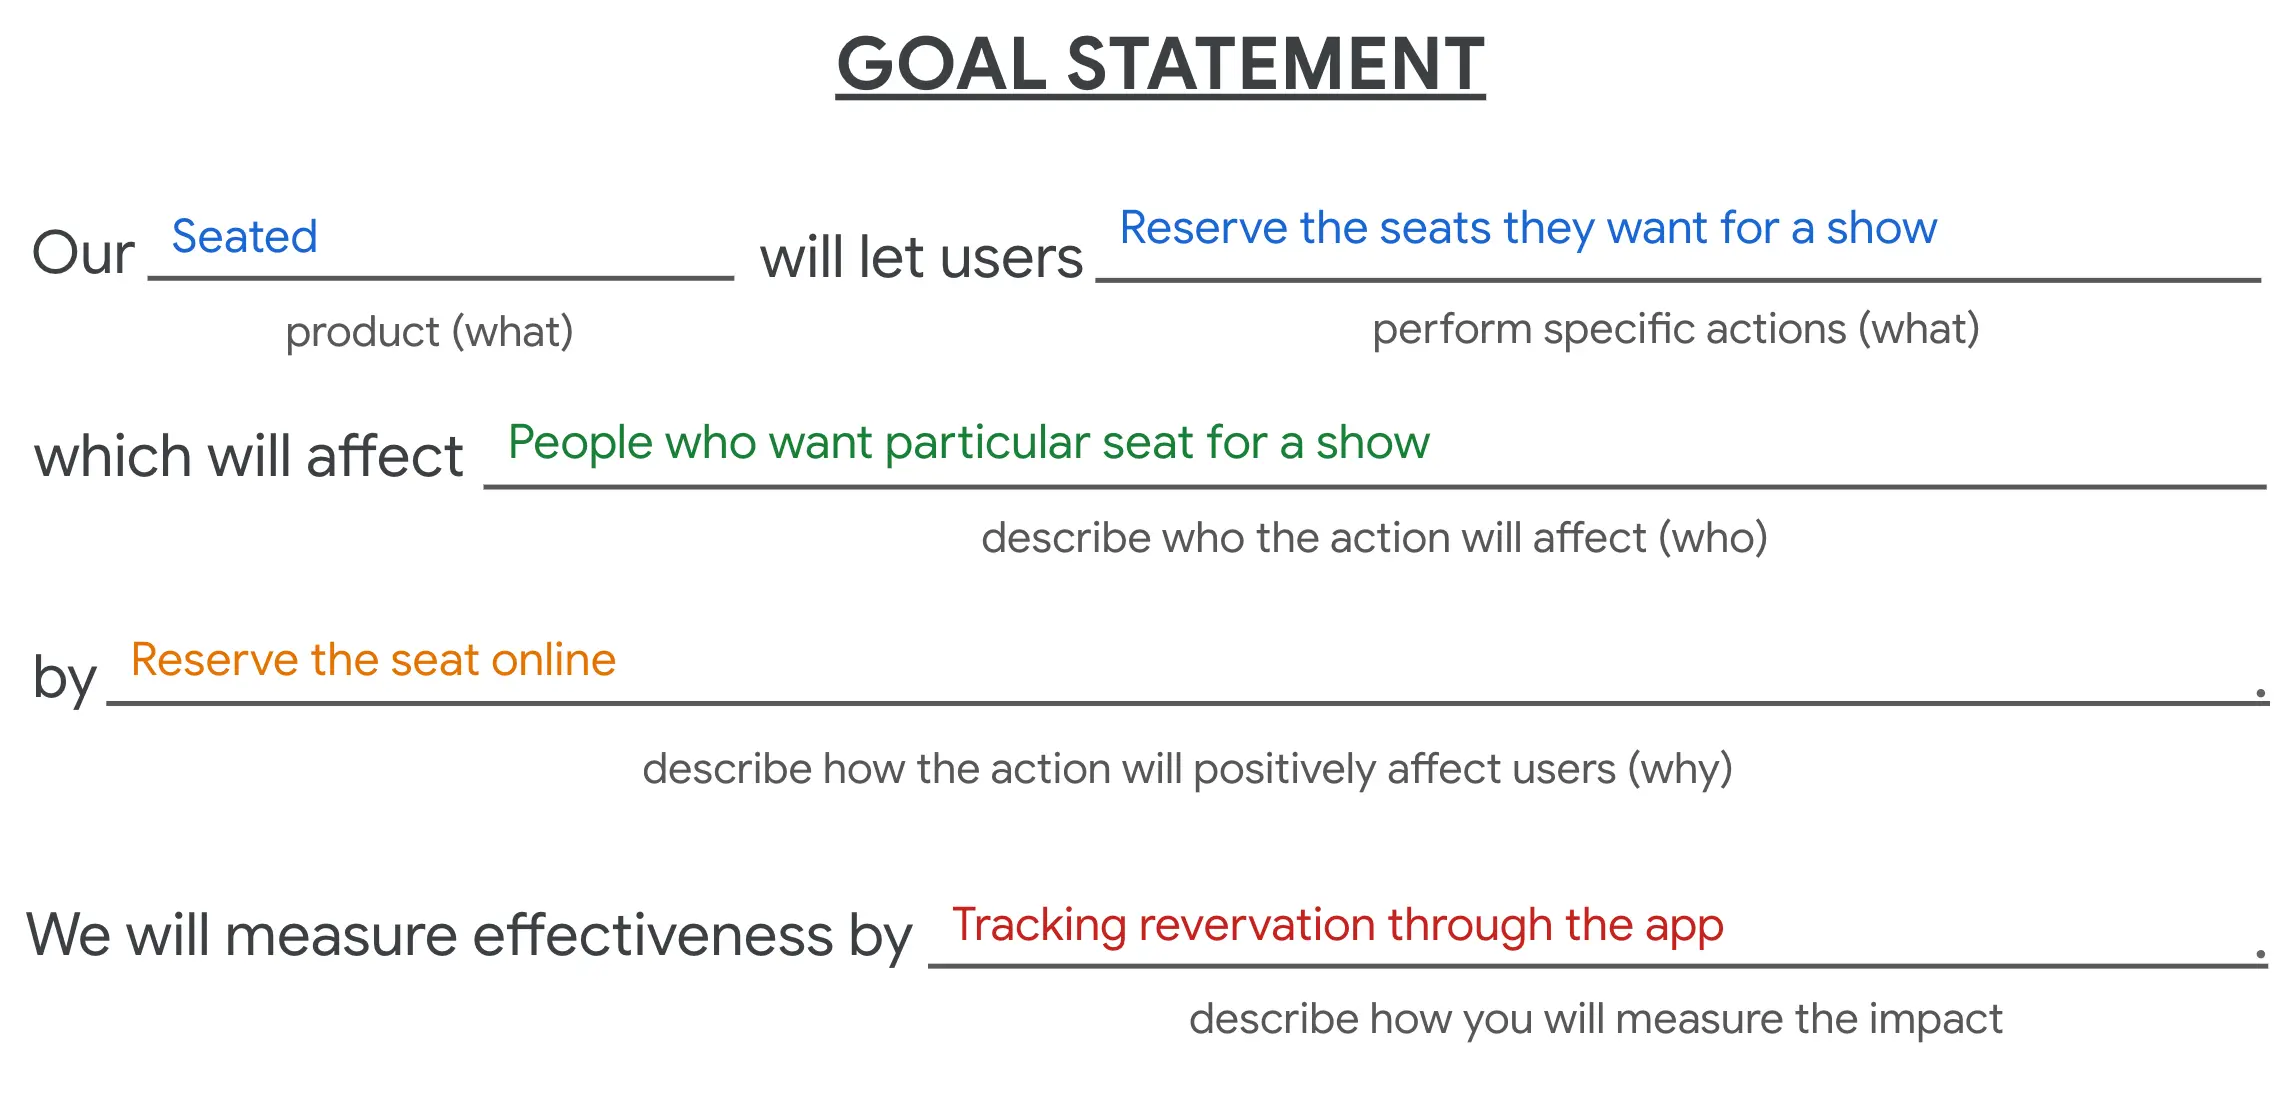 GOAL STATEMENT
Our Seated will let users Reserve the seats they want for a show
product (what) perform specific actions (what)
which will affect People who want particular seat for a show
describe who the action will affect (who)
by Reserve the seat online .
describe how the action will positively affect users (why)
We will measure effectiveness by Tracking revervation through the app .
describe how you will measure the impact